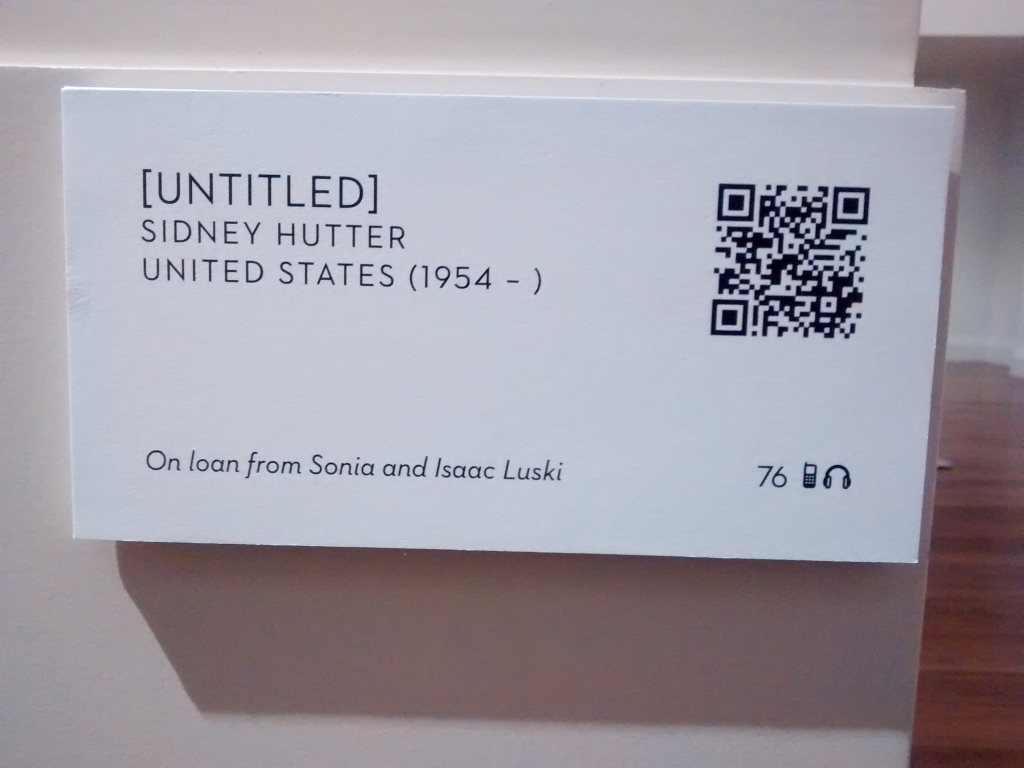 [UNTITLED]
SIDNEY HUTTER
UNITED STATES (1954 – )
On loan from Sonia and Isaac Luski
76